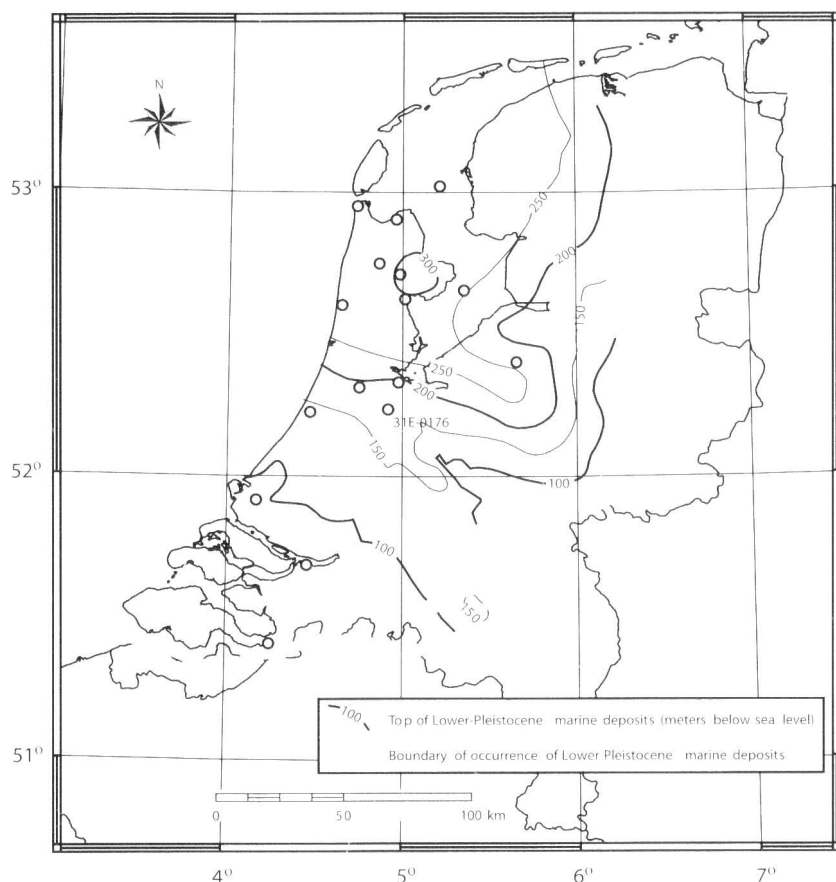 N
53°
250
200
300
150
250
200
31E-0176
150
52°
100
100
150
100 Top of Lower-Pleistocene marine deposits (meters below sea level)
Boundary of occurrence of Lower Pleistocene marine deposits
51°
0 50 100 km
4° 5° 6° 7°